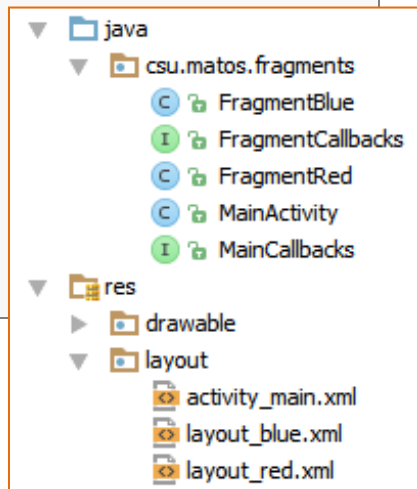 java
csu.matos.fragments
C FragmentBlue
I FragmentCallbacks
C FragmentRed
C MainActivity
I MainCallbacks
res
drawable
layout
activity_main.xml
layout_blue.xml
layout_red.xml